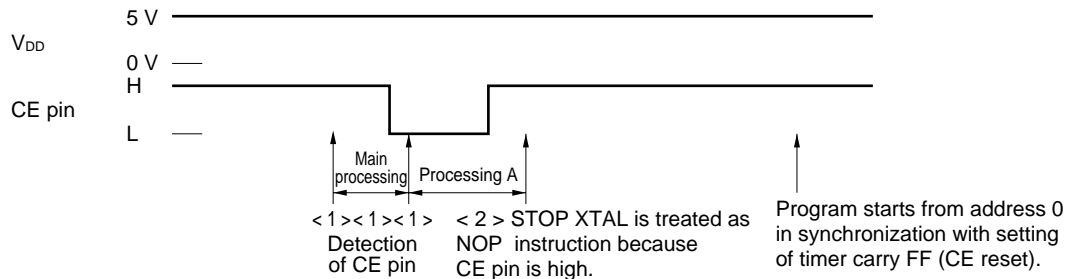 5 V
VDD
0 V
H
CE pin
L
Main
processing
Processing A
< 1 >< 1 >< 1 >
Detection
of CE pin
< 2 > STOP XTAL is treated as
NOP instruction because
CE pin is high.
Program starts from address 0
in synchronization with setting
of timer carry FF (CE reset).